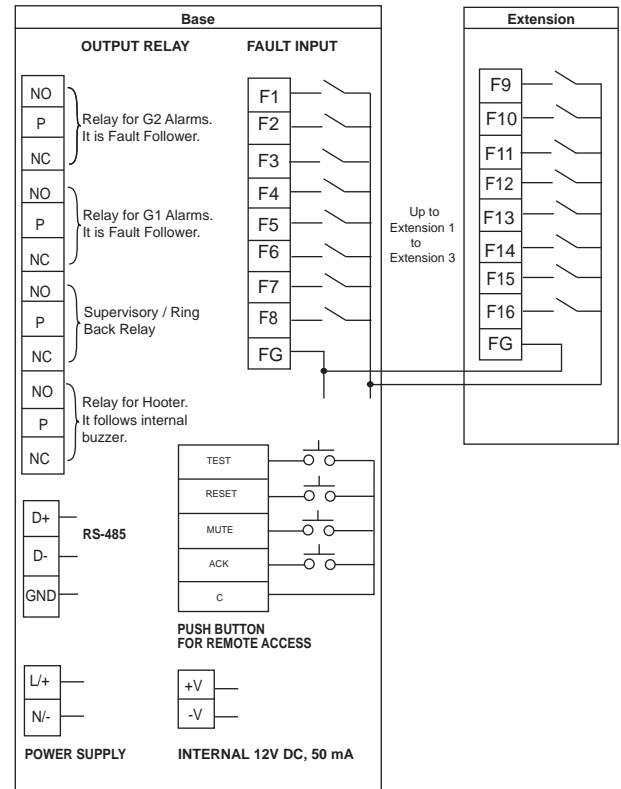 Base
OUTPUT RELAY
NO
P
NC
Relay for G2 Alarms.
It is Fault Follower.
NO
P
NC
Relay for G1 Alarms.
It is Fault Follower.
NO
P
NC
Supervisory / Ring
Back Relay
NO
P
NC
Relay for Hooter.
It follows internal
buzzer.
FAULT INPUT
F1
F2
F3
F4
F5
F6
F7
F8
FG
Up to
Extension 1
to
Extension 3
Extension
F9
F10
F11
F12
F13
F14
F15
F16
FG
TEST
RESET
MUTE
ACK
C
PUSH BUTTON
FOR REMOTE ACCESS
D+
D-
GND
RS-485
L/+
N/-
POWER SUPPLY
+V
-V
INTERNAL 12V DC, 50 mA